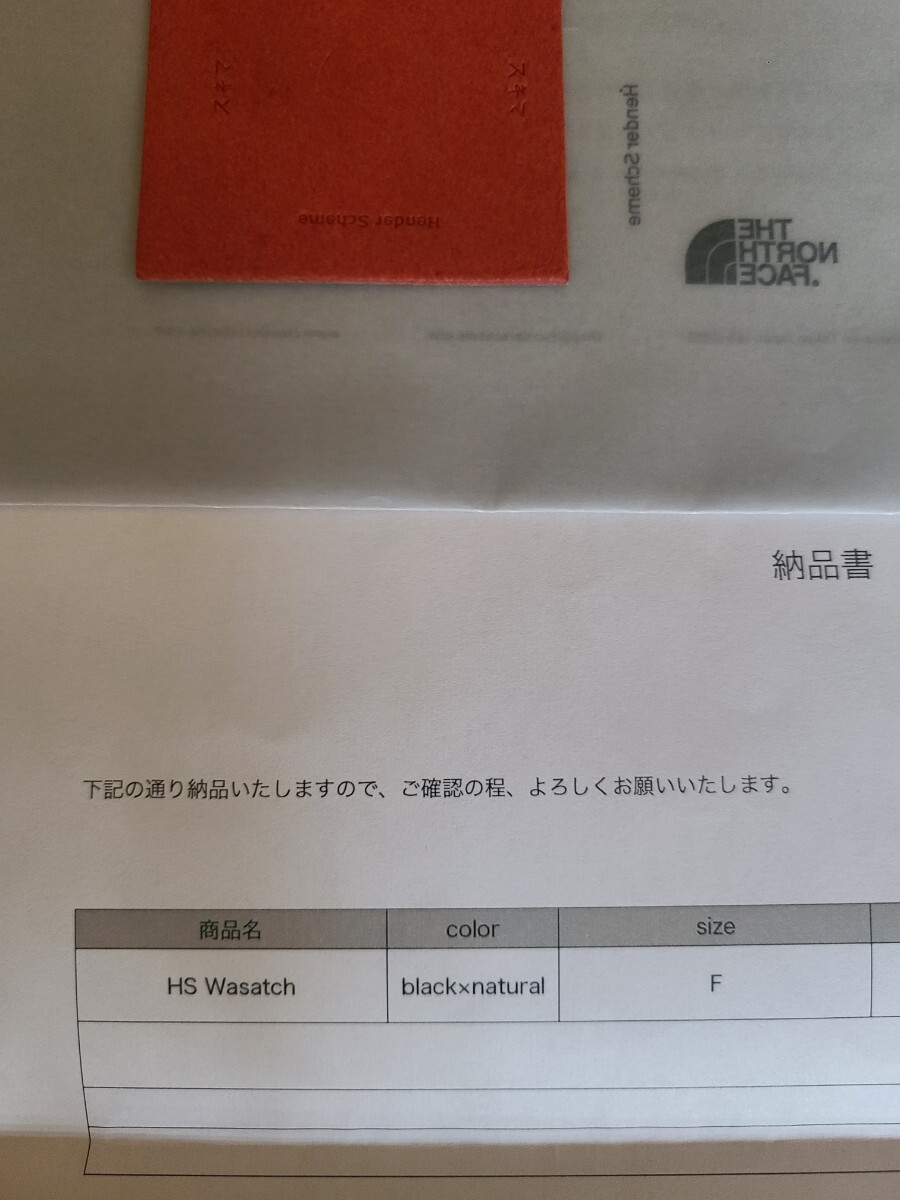 スキマ
スキマ
Hender Scheme
Hender Scheme
THE
NORTH
FACE
納品書
下記の通り納品いたしますので、ご確認の程、よろしくお願いいたします。
商品名 color size
HS Wasatch black×natural F